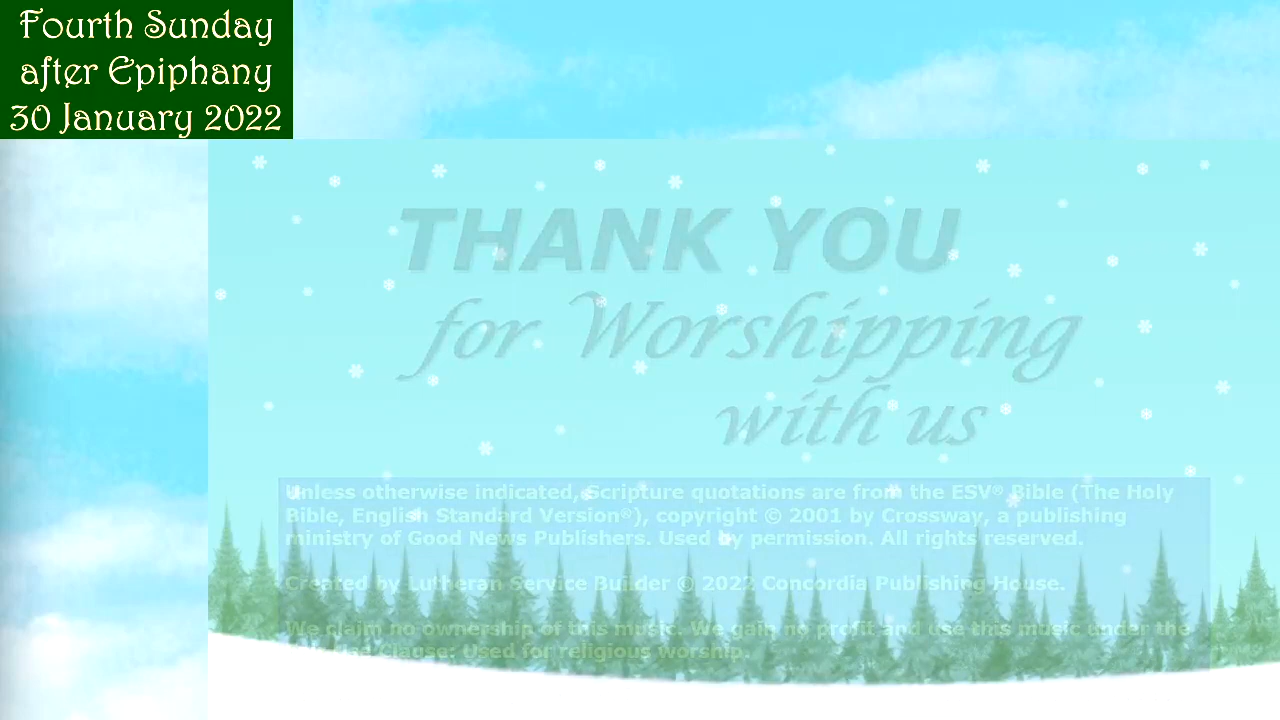 Fourth Sunday
after Epiphany
30 January 2022
THANK YOU
for Worshipping
with us
Unless otherwise indicated, Scripture quotations are from the ESV® Bible (The Holy
Bible, English Standard Version®), copyright © 2001 by Crossway, a publishing
ministry of Good News Publishers. Used by permission. All rights reserved.
Created by Lutheran Service Builder © 2022 Concordia Publishing House.
We claim no ownership of this music. We gain no profit and use this music under the
Clause: Used for religious worship.